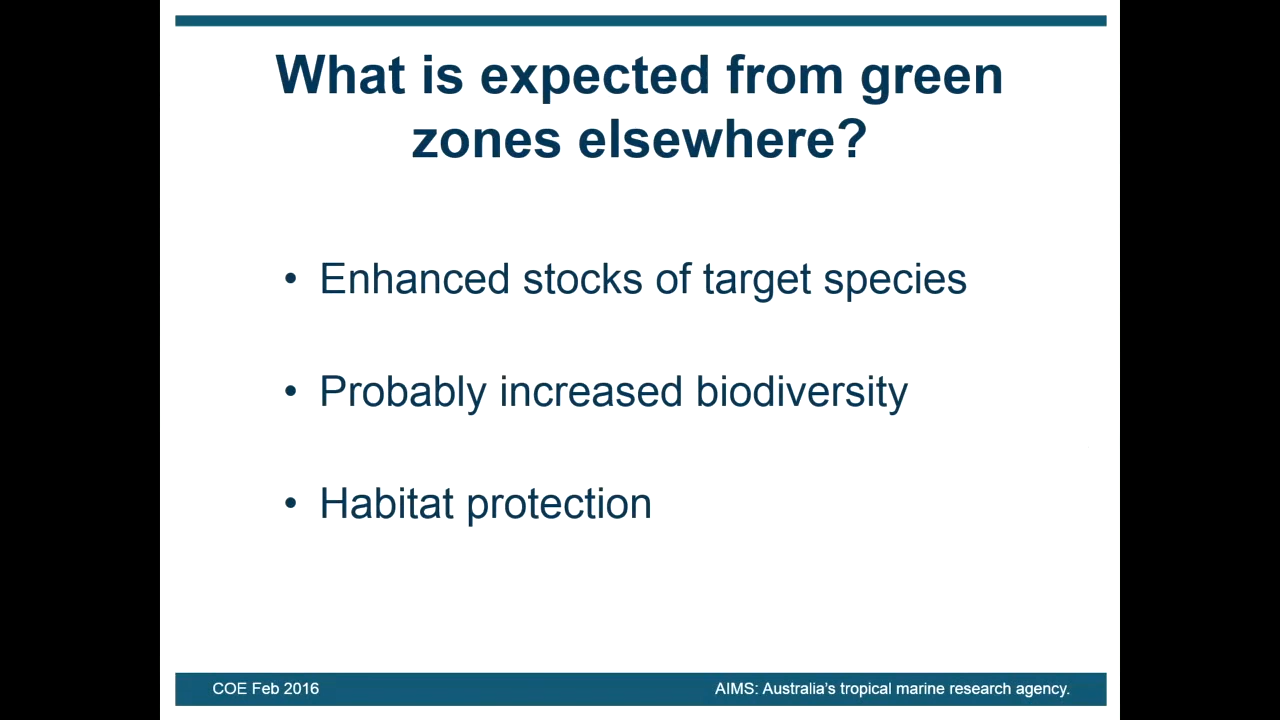 What is expected from green
zones elsewhere?
• Enhanced stocks of target species
• Probably increased biodiversity
• Habitat protection
COE Feb 2016
AIMS: Australia's tropical marine research agency.